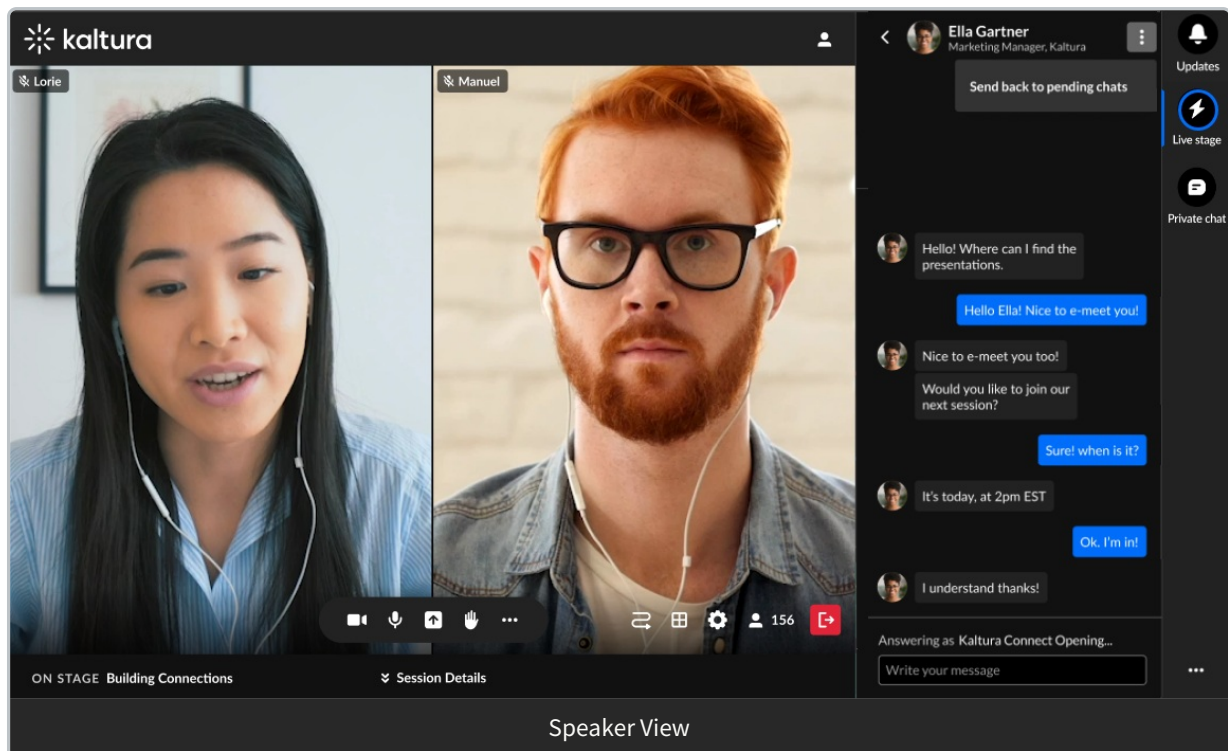 kaltura
Lorie
Manuel
ON STAGE Building Connections
Session Details
156
Ella Gartner
Marketing Manager, Kaltura
Send back to pending chats
Hello! Where can I find the
presentations.
Hello Ella! Nice to e-meet you!
Nice to e-meet you too!
Would you like to join our
next session?
Sure! when is it?
It's today, at 2pm EST
Ok. I'm in!
I understand thanks!
Answering as Kaltura Connect Opening...
Write your message
Updates
Live stage
Private chat
Speaker View